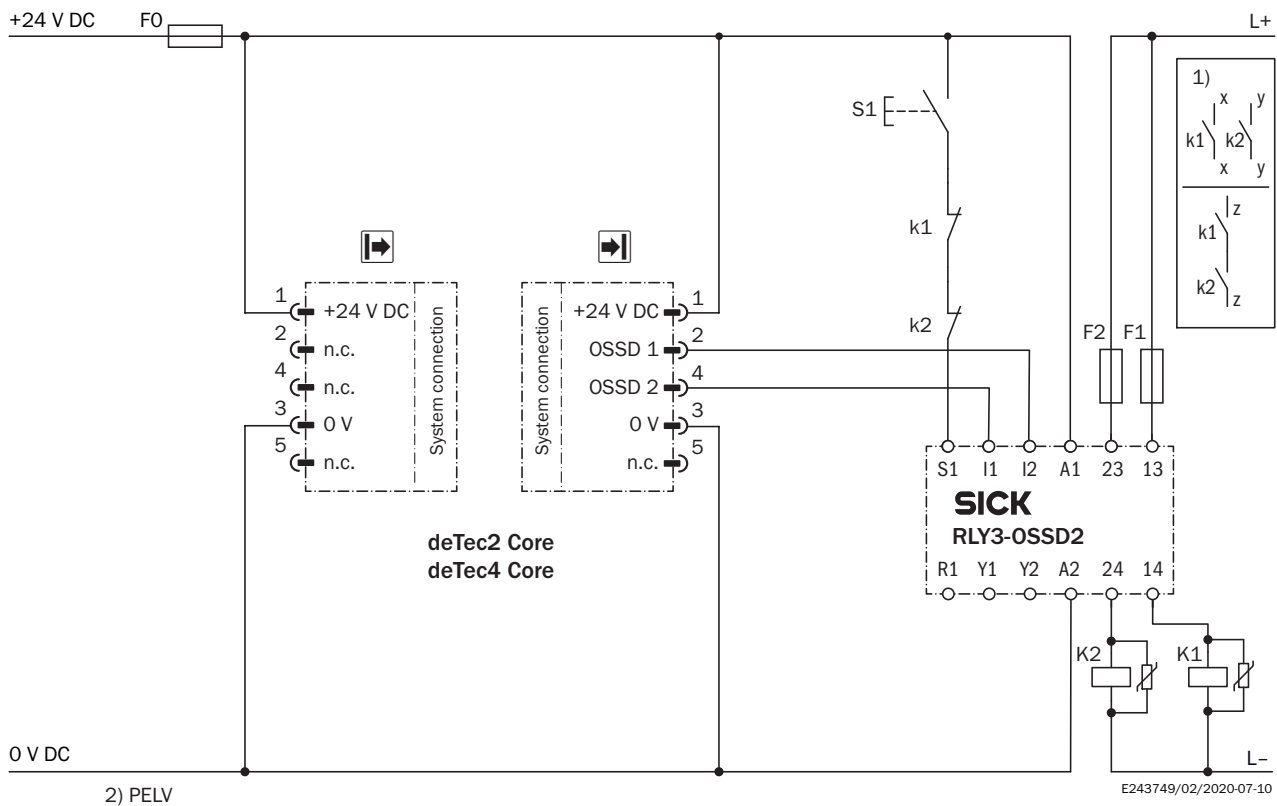 +24 V DC F0 L+
1)
x y
k1 k2
x y
z
k1
k2
z
S1
k1
k2
F2 F1
1 +24 V DC
2 n.c.
4 n.c.
3 0 V
5 n.c.
System connection
System connection
+24 V DC 1
OSSD 1 2
OSSD 2 4
0 V 3
n.c. 5
deTec2 Core
deTec4 Core
S1 I1 I2 A1 23 13
SICK
RLY3-OSSD2
R1 Y1 Y2 A2 24 14
K2 K1
0 V DC L–
E243749/02/2020-07-10
2) PELV